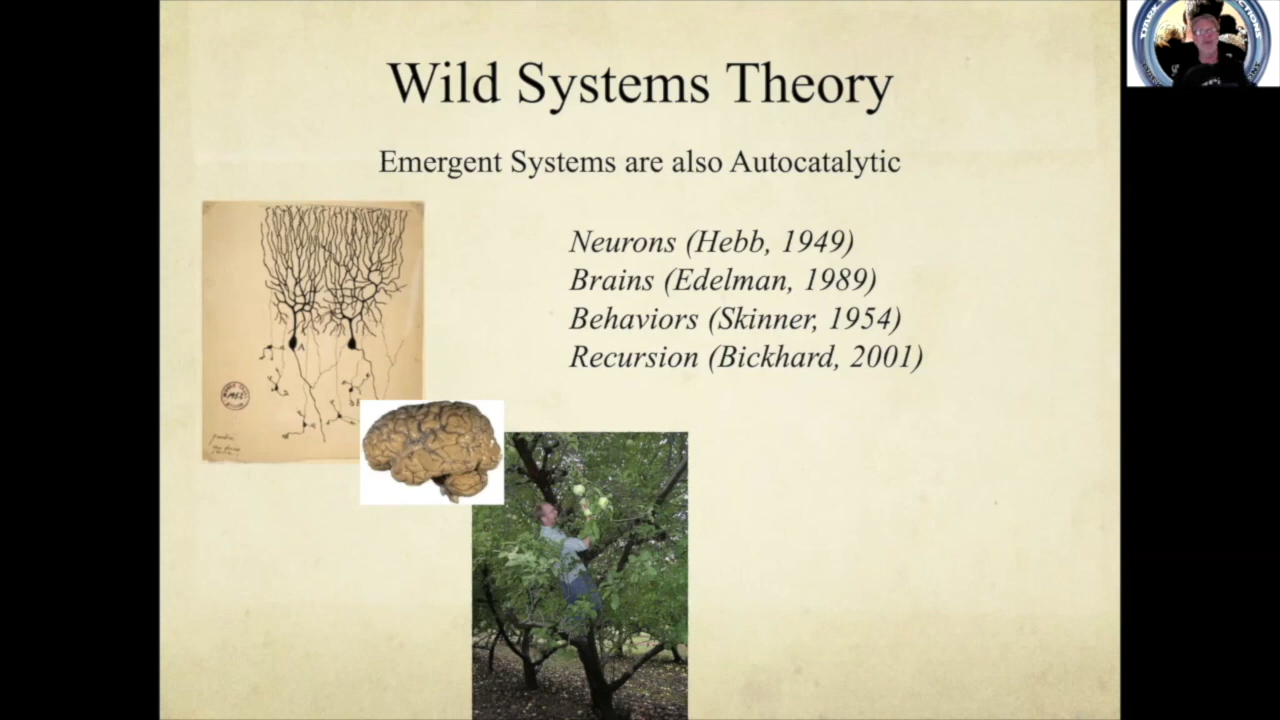 Wild Systems Theory
Emergent Systems are also Autocatalytic
Neurons (Hebb, 1949)
Brains (Edelman, 1989)
Behaviors (Skinner, 1954)
Recursion (Bickhard, 2001)
A